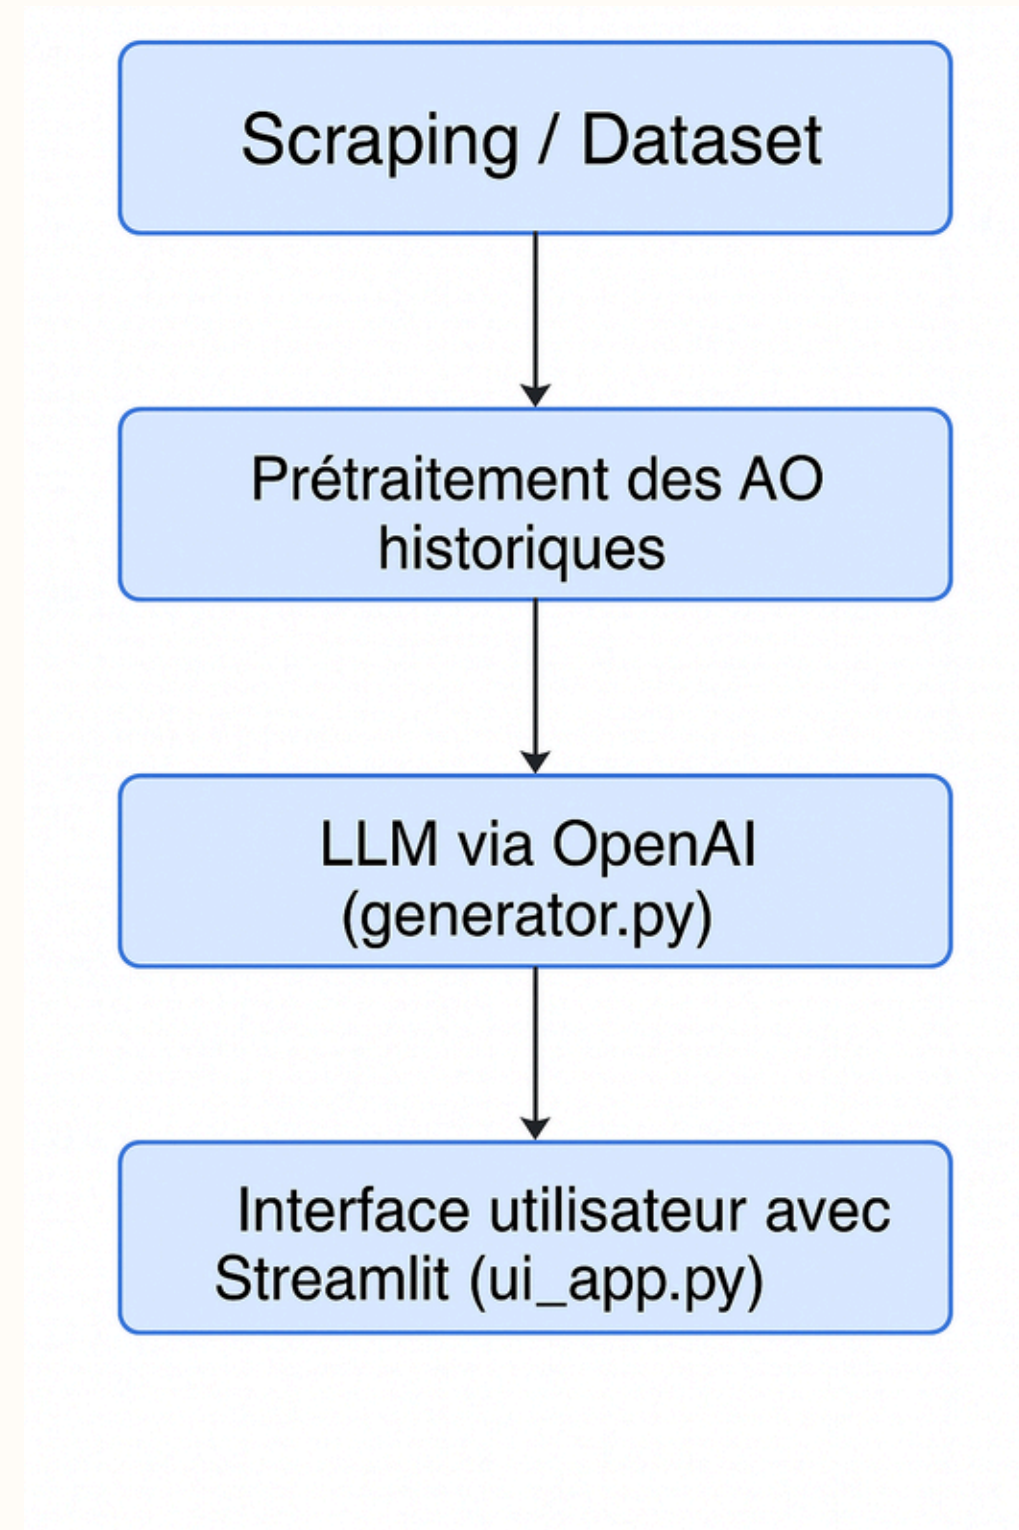 Scraping / Dataset
Prétraitement des AO
historiques
LLM via OpenAI
(generator.py)
Interface utilisateur avec
Streamlit (ui_app.py)